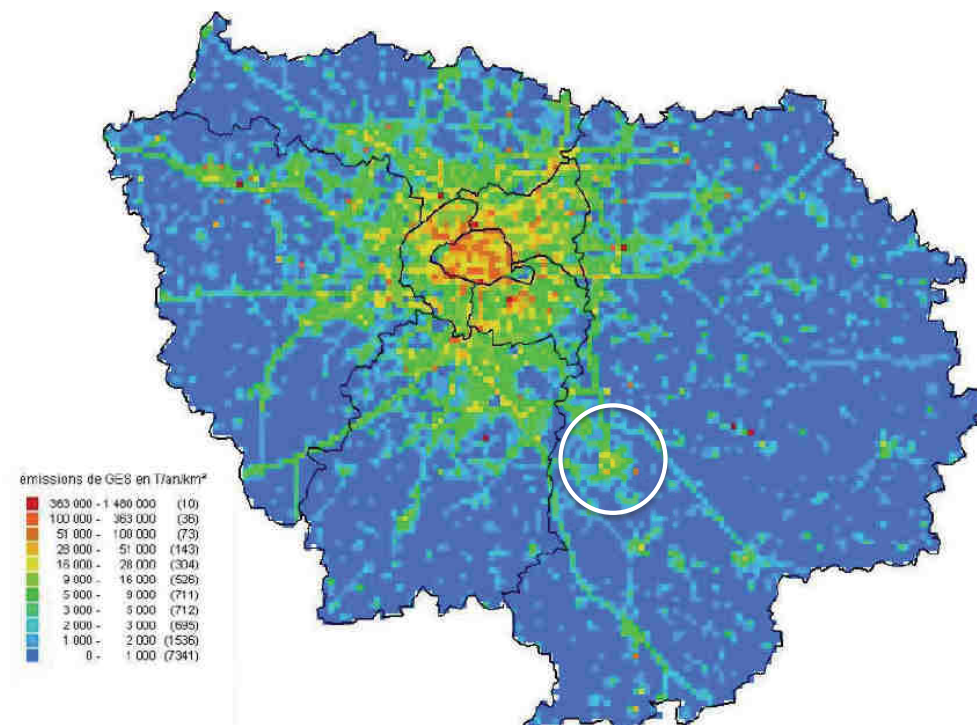 émissions de GES en T/an/km²
363 000 - 1 460 000 (10)
100 000 - 363 000 (36)
51 000 - 100 000 (73)
28 000 - 51 000 (143)
16 000 - 28 000 (304)
9 000 - 16 000 (526)
5 000 - 9 000 (711)
3 000 - 5 000 (712)
2 000 - 3 000 (695)
1 000 - 2 000 (1536)
0 - 1 000 (7341)